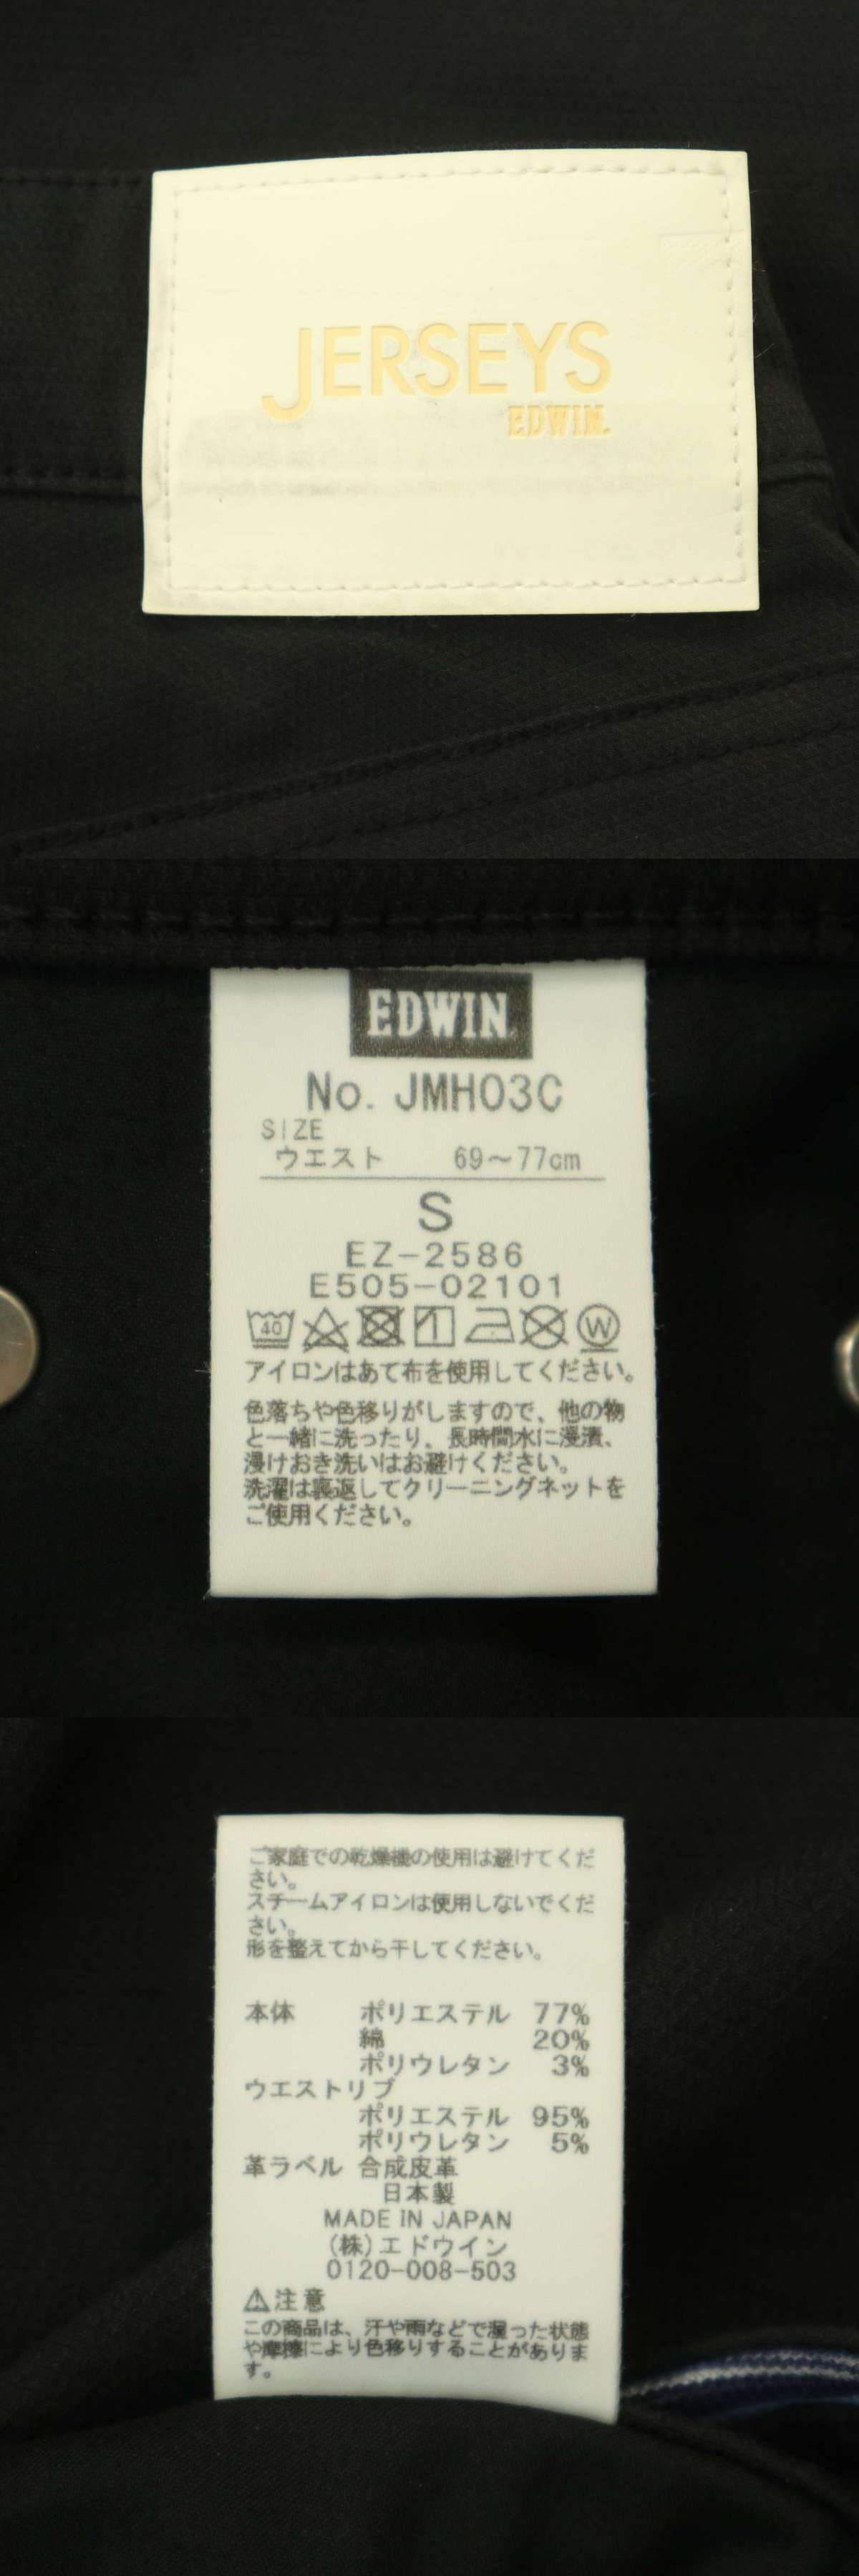 JERSEYS
EDWIN.
EDWIN
No. JMH03C
SIZE
ウエスト 69～77cm
S
EZ-2586
E505-02101
40 1 W
アイロンはあて布を使用してください。
色落ちや色移りがしますので、他の物
と一緒に洗ったり、長時間水に浸漬、
浸けおき洗いはお避けください。
洗濯は裏返してクリーニングネットを
ご使用ください。
ご家庭での乾燥機の使用は避けてくだ
さい。
スチームアイロンは使用しないでくだ
さい。
形を整えてから干してください。
本体 ポリエステル 77%
綿 20%
ポリウレタン 3%
ウエストリブ
ポリエステル 95%
ポリウレタン 5%
革ラベル 合成皮革
日本製
MADE IN JAPAN
(株)エドウイン
0120-008-503
⚠注意
この商品は、汗や雨などで湿った状態
や摩擦により色移りすることがありま
す。